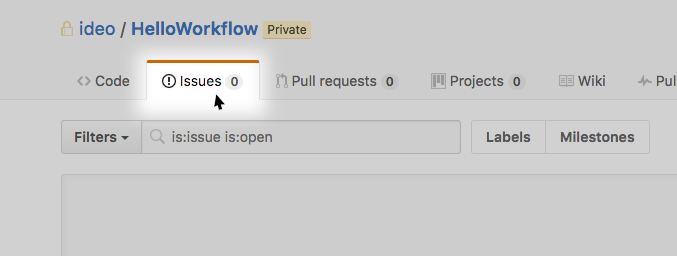 ideo / HelloWorkflow Private
Code Issues 0 Pull requests 0 Projects 0 Wiki Pul
Filters is:issue is:open Labels Milestones